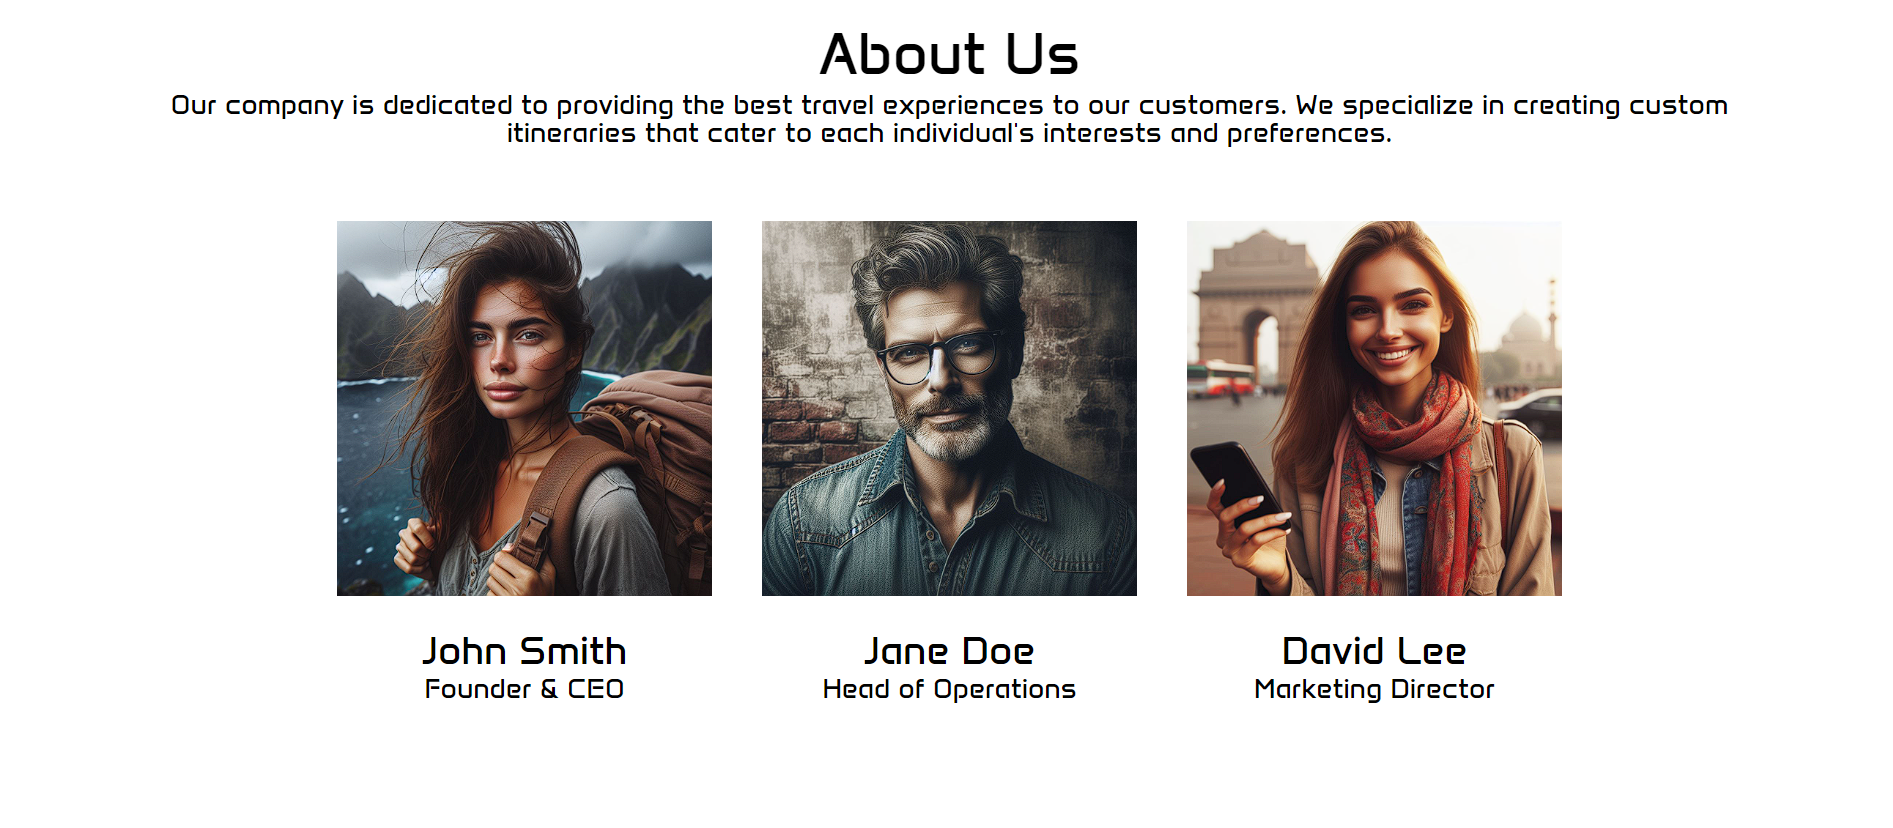 About Us
Our company is dedicated to providing the best travel experiences to our customers. We specialize in creating custom
itineraries that cater to each individual's interests and preferences.
John Smith
Founder & CEO
Jane Doe
Head of Operations
David Lee
Marketing Director